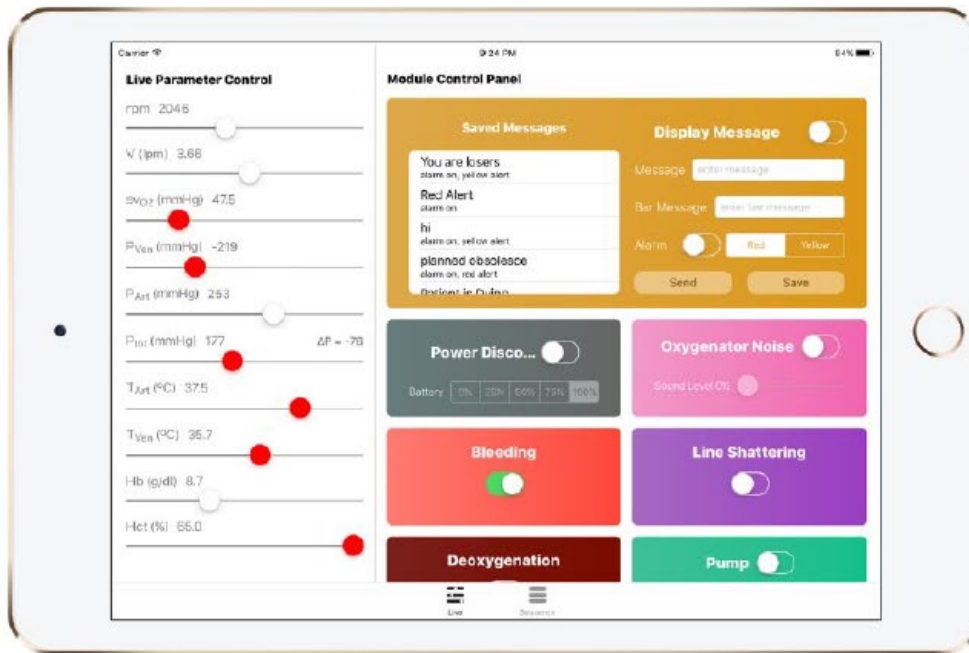 Carrier
9:24 PM
84%
Live Parameter Control
rpm 2046
V (lpm) 3.66
svO2 (mmHg) 47.5
PVen (mmHg) -219
PArt (mmHg) 253
PInt (mmHg) 177 ΔP = -76
TArt (ºC) 37.5
TVen (ºC) 35.7
Hb (g/dl) 8.7
Hct (%) 65.0
Module Control Panel
Saved Messages
You are losers
alarm on, yellow alert
Red Alert
alarm on
hi
alarm on, yellow alert
planned obsolesce
alarm on, red alert
Patient is Dying
Display Message
Message enter message
Bar Message enter bar message
Alarm Red Yellow
Send Save
Power Disco...
Battery 0% 25% 50% 75% 100%
Oxygenator Noise
Sound Level 0%
Bleeding
Line Shattering
Deoxygenation
Pump
Live
Sequence